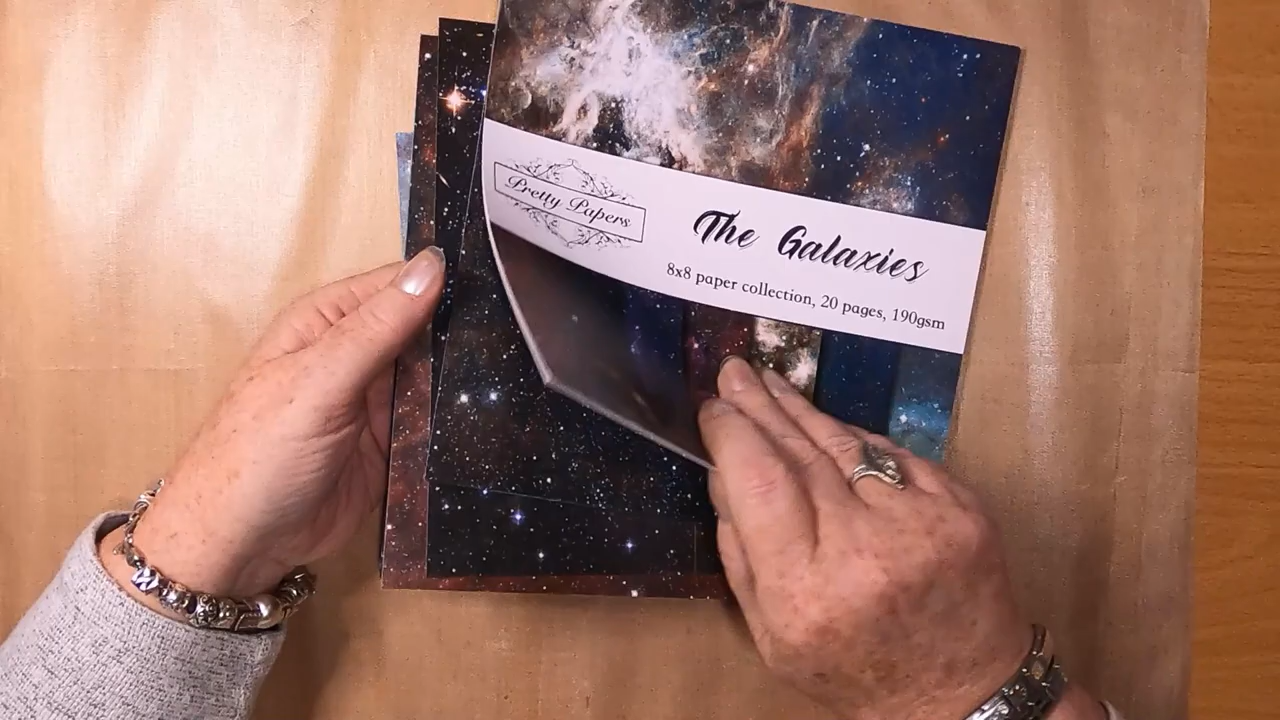 Pretty Papers
The Galaxies
8x8 paper collection, 20 pages, 190gsm